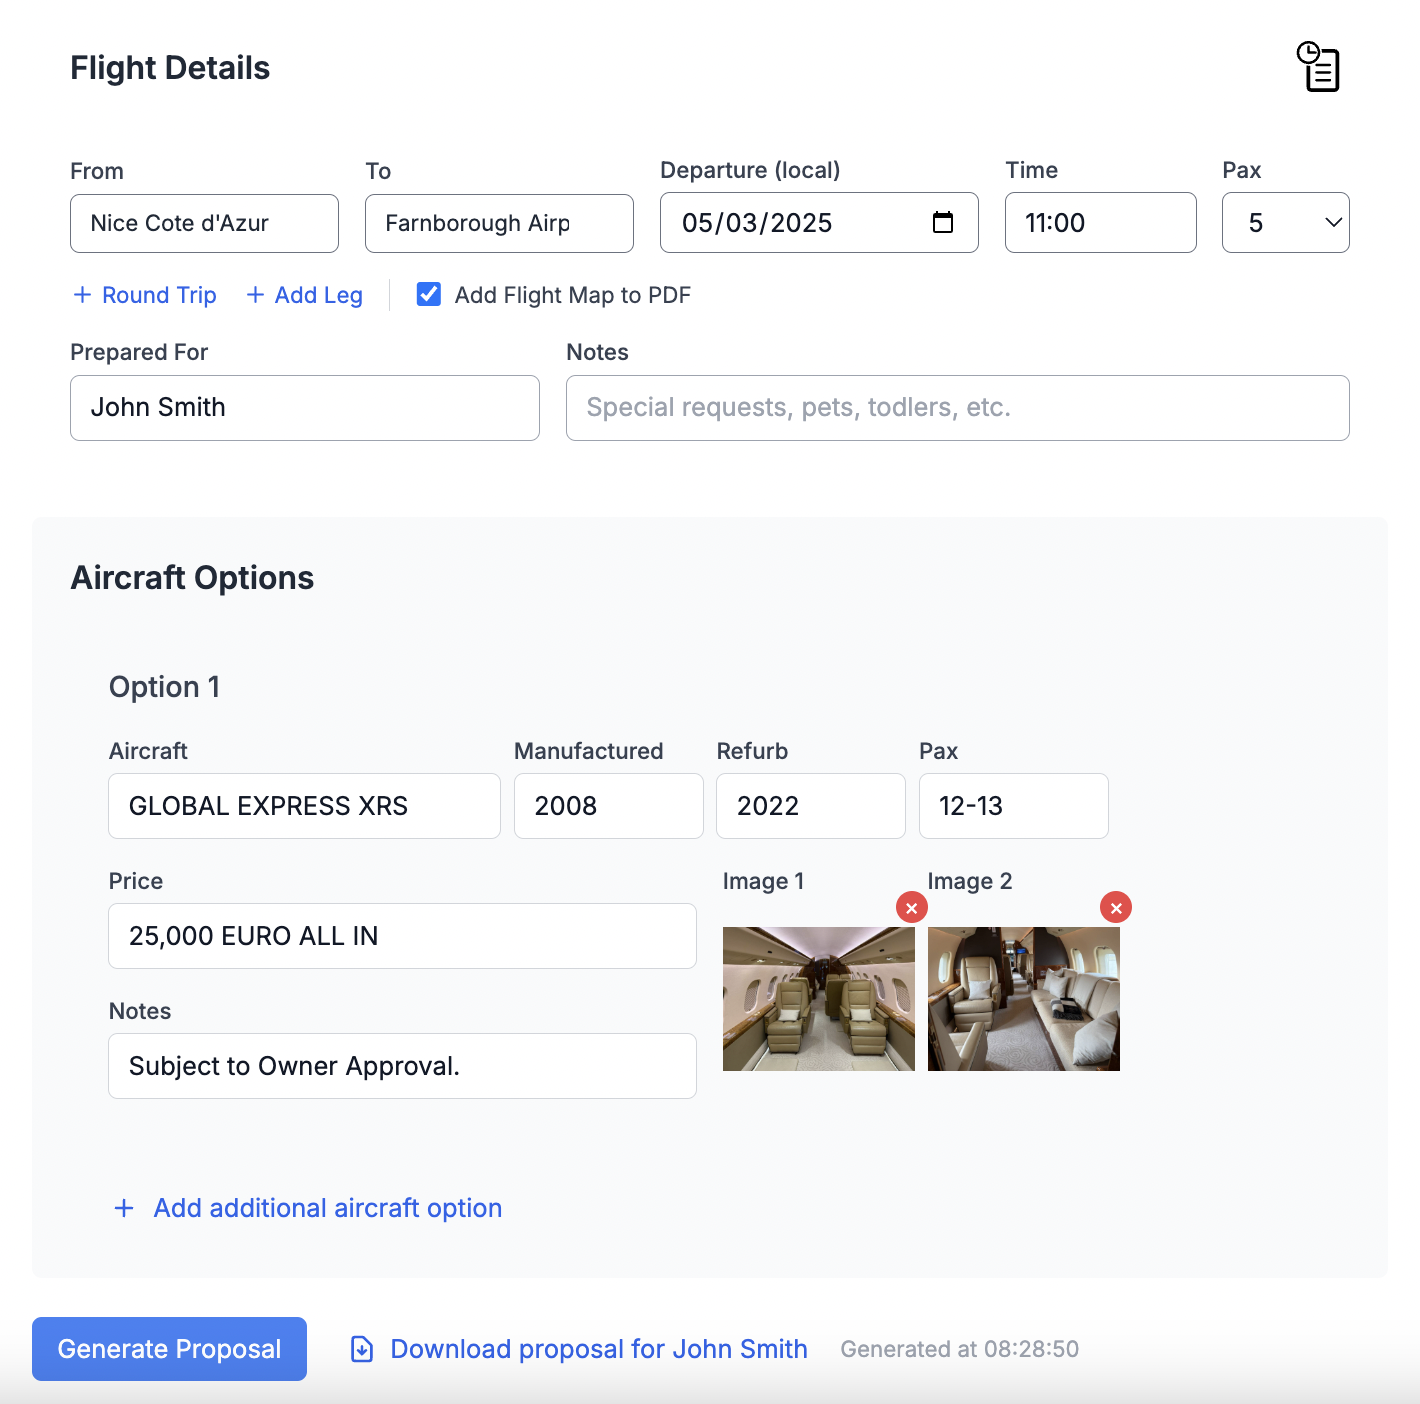 Flight Details
From To Departure (local) Time Pax
Nice Cote d'Azur Farnborough Airp 05/03/2025 11:00 5
+ Round Trip + Add Leg Add Flight Map to PDF
Prepared For Notes
John Smith Special requests, pets, todlers, etc.
Aircraft Options
Option 1
Aircraft Manufactured Refurb Pax
GLOBAL EXPRESS XRS 2008 2022 12-13
Price Image 1 Image 2
25,000 EURO ALL IN
Notes
Subject to Owner Approval.
+ Add additional aircraft option
Generate Proposal Download proposal for John Smith Generated at 08:28:50